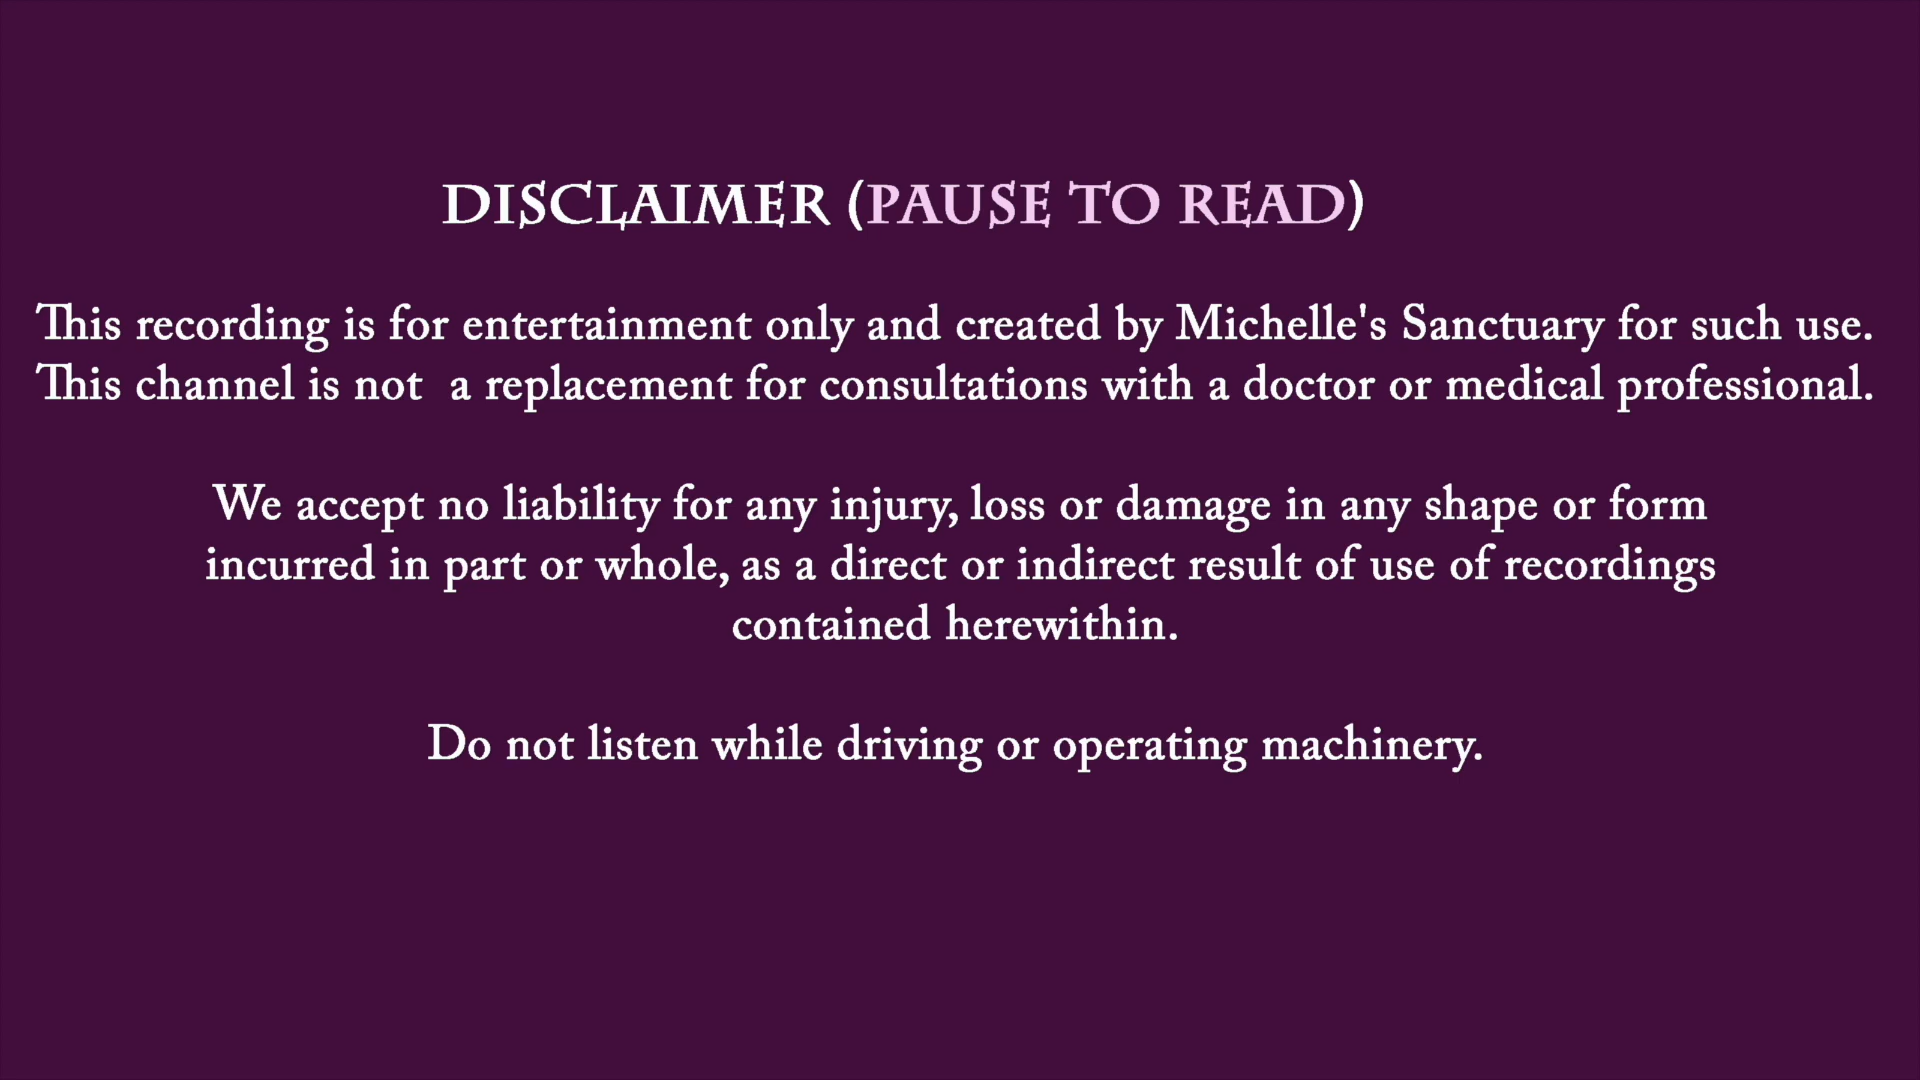 DISCLAIMER (PAUSE TO READ)
This recording is for entertainment only and created by Michelle's Sanctuary for such use.
This channel is not a replacement for consultations with a doctor or medical professional.
We accept no liability for any injury, loss or damage in any shape or form
incurred in part or whole, as a direct or indirect result of use of recordings
contained herewithin.
Do not listen while driving or operating machinery.